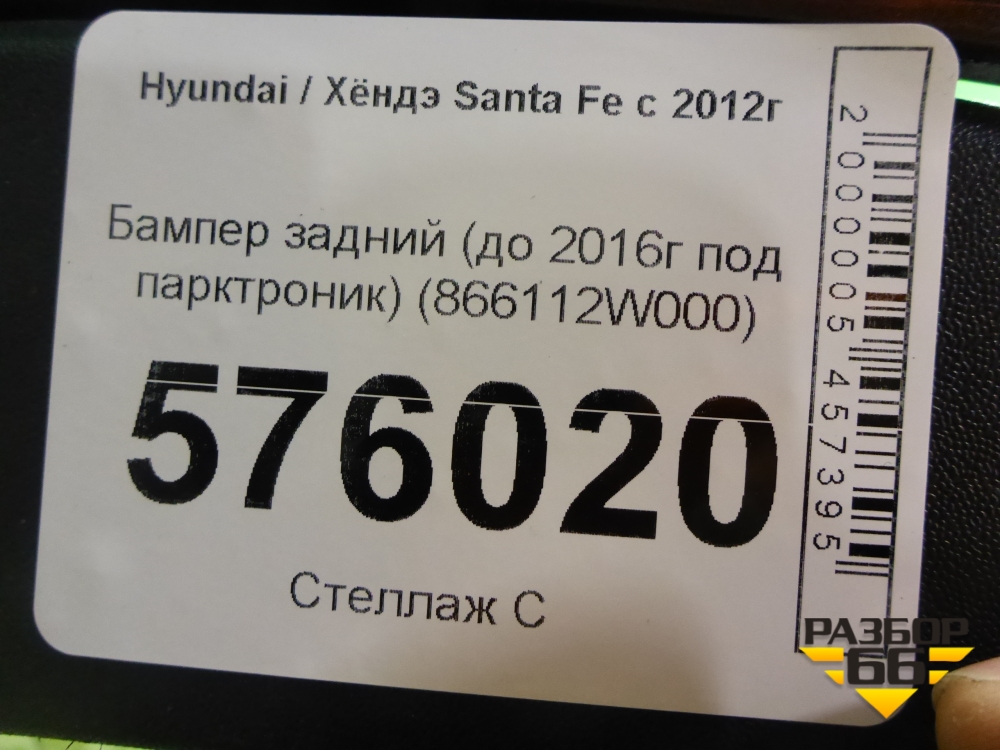 Hyundai / Хёндэ Santa Fe с 2012г
Бампер задний (до 2016г под
парктроник) (866112W000)
576020
Стеллаж С
2000005457395
РАЗБОР
66